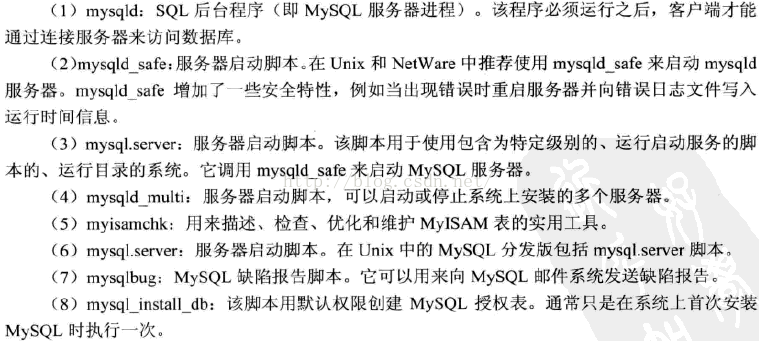 （1）mysqld：SQL 后台程序（即 MySQL 服务器进程）。该程序必须运行之后，客户端才能
通过连接服务器来访问数据库。
（2）mysqld_safe：服务器启动脚本。在 Unix 和 NetWare 中推荐使用 mysqld_safe 来启动 mysqld
服务器。mysqld_safe 增加了一些安全特性，例如当出现错误时重启服务器并向错误日志文件写入
运行时间信息。
（3）mysql.server：服务器启动脚本。该脚本用于使用包含为特定级别的、运行启动服务的脚
本的、运行目录的系统。它调用 mysqld_safe 来启动 MySQL 服务器。
http://blog.csdn.net/
（4）mysqld_multi：服务器启动脚本，可以启动或停止系统上安装的多个服务器。
（5）myisamchk：用来描述、检查、优化和维护 MyISAM 表的实用工具。
（6）mysql.server：服务器启动脚本。在 Unix 中的 MySQL 分发版包括 mysql.server 脚本。
（7）mysqlbug：MySQL 缺陷报告脚本。它可以用来向 MySQL 邮件系统发送缺陷报告。
（8）mysql_install_db：该脚本用默认权限创建 MySQL 授权表。通常只是在系统上首次安装
MySQL 时执行一次。